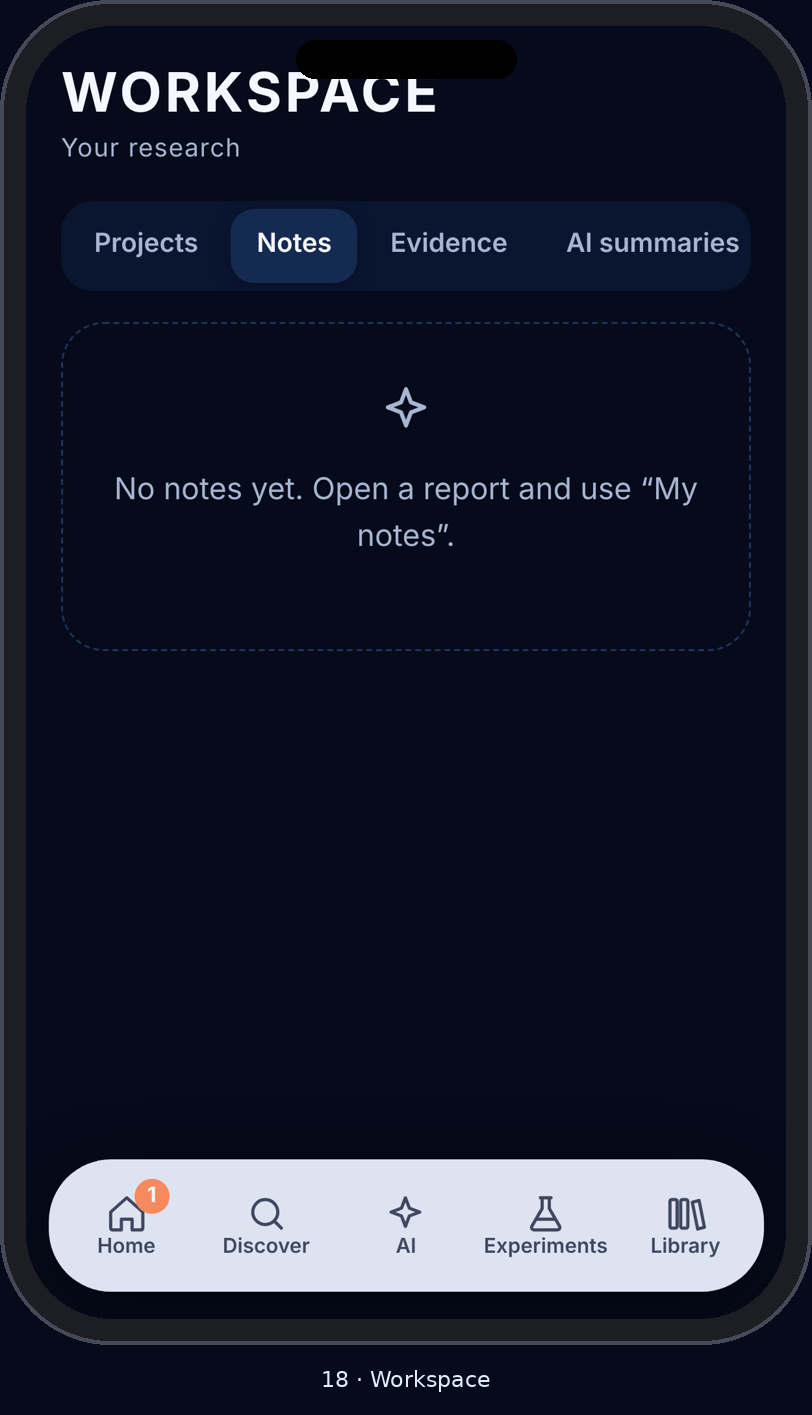 WORKSPACE
Your research
Projects Notes Evidence AI summaries
No notes yet. Open a report and use “My
notes”.
1
Home Discover AI Experiments Library
18 · Workspace